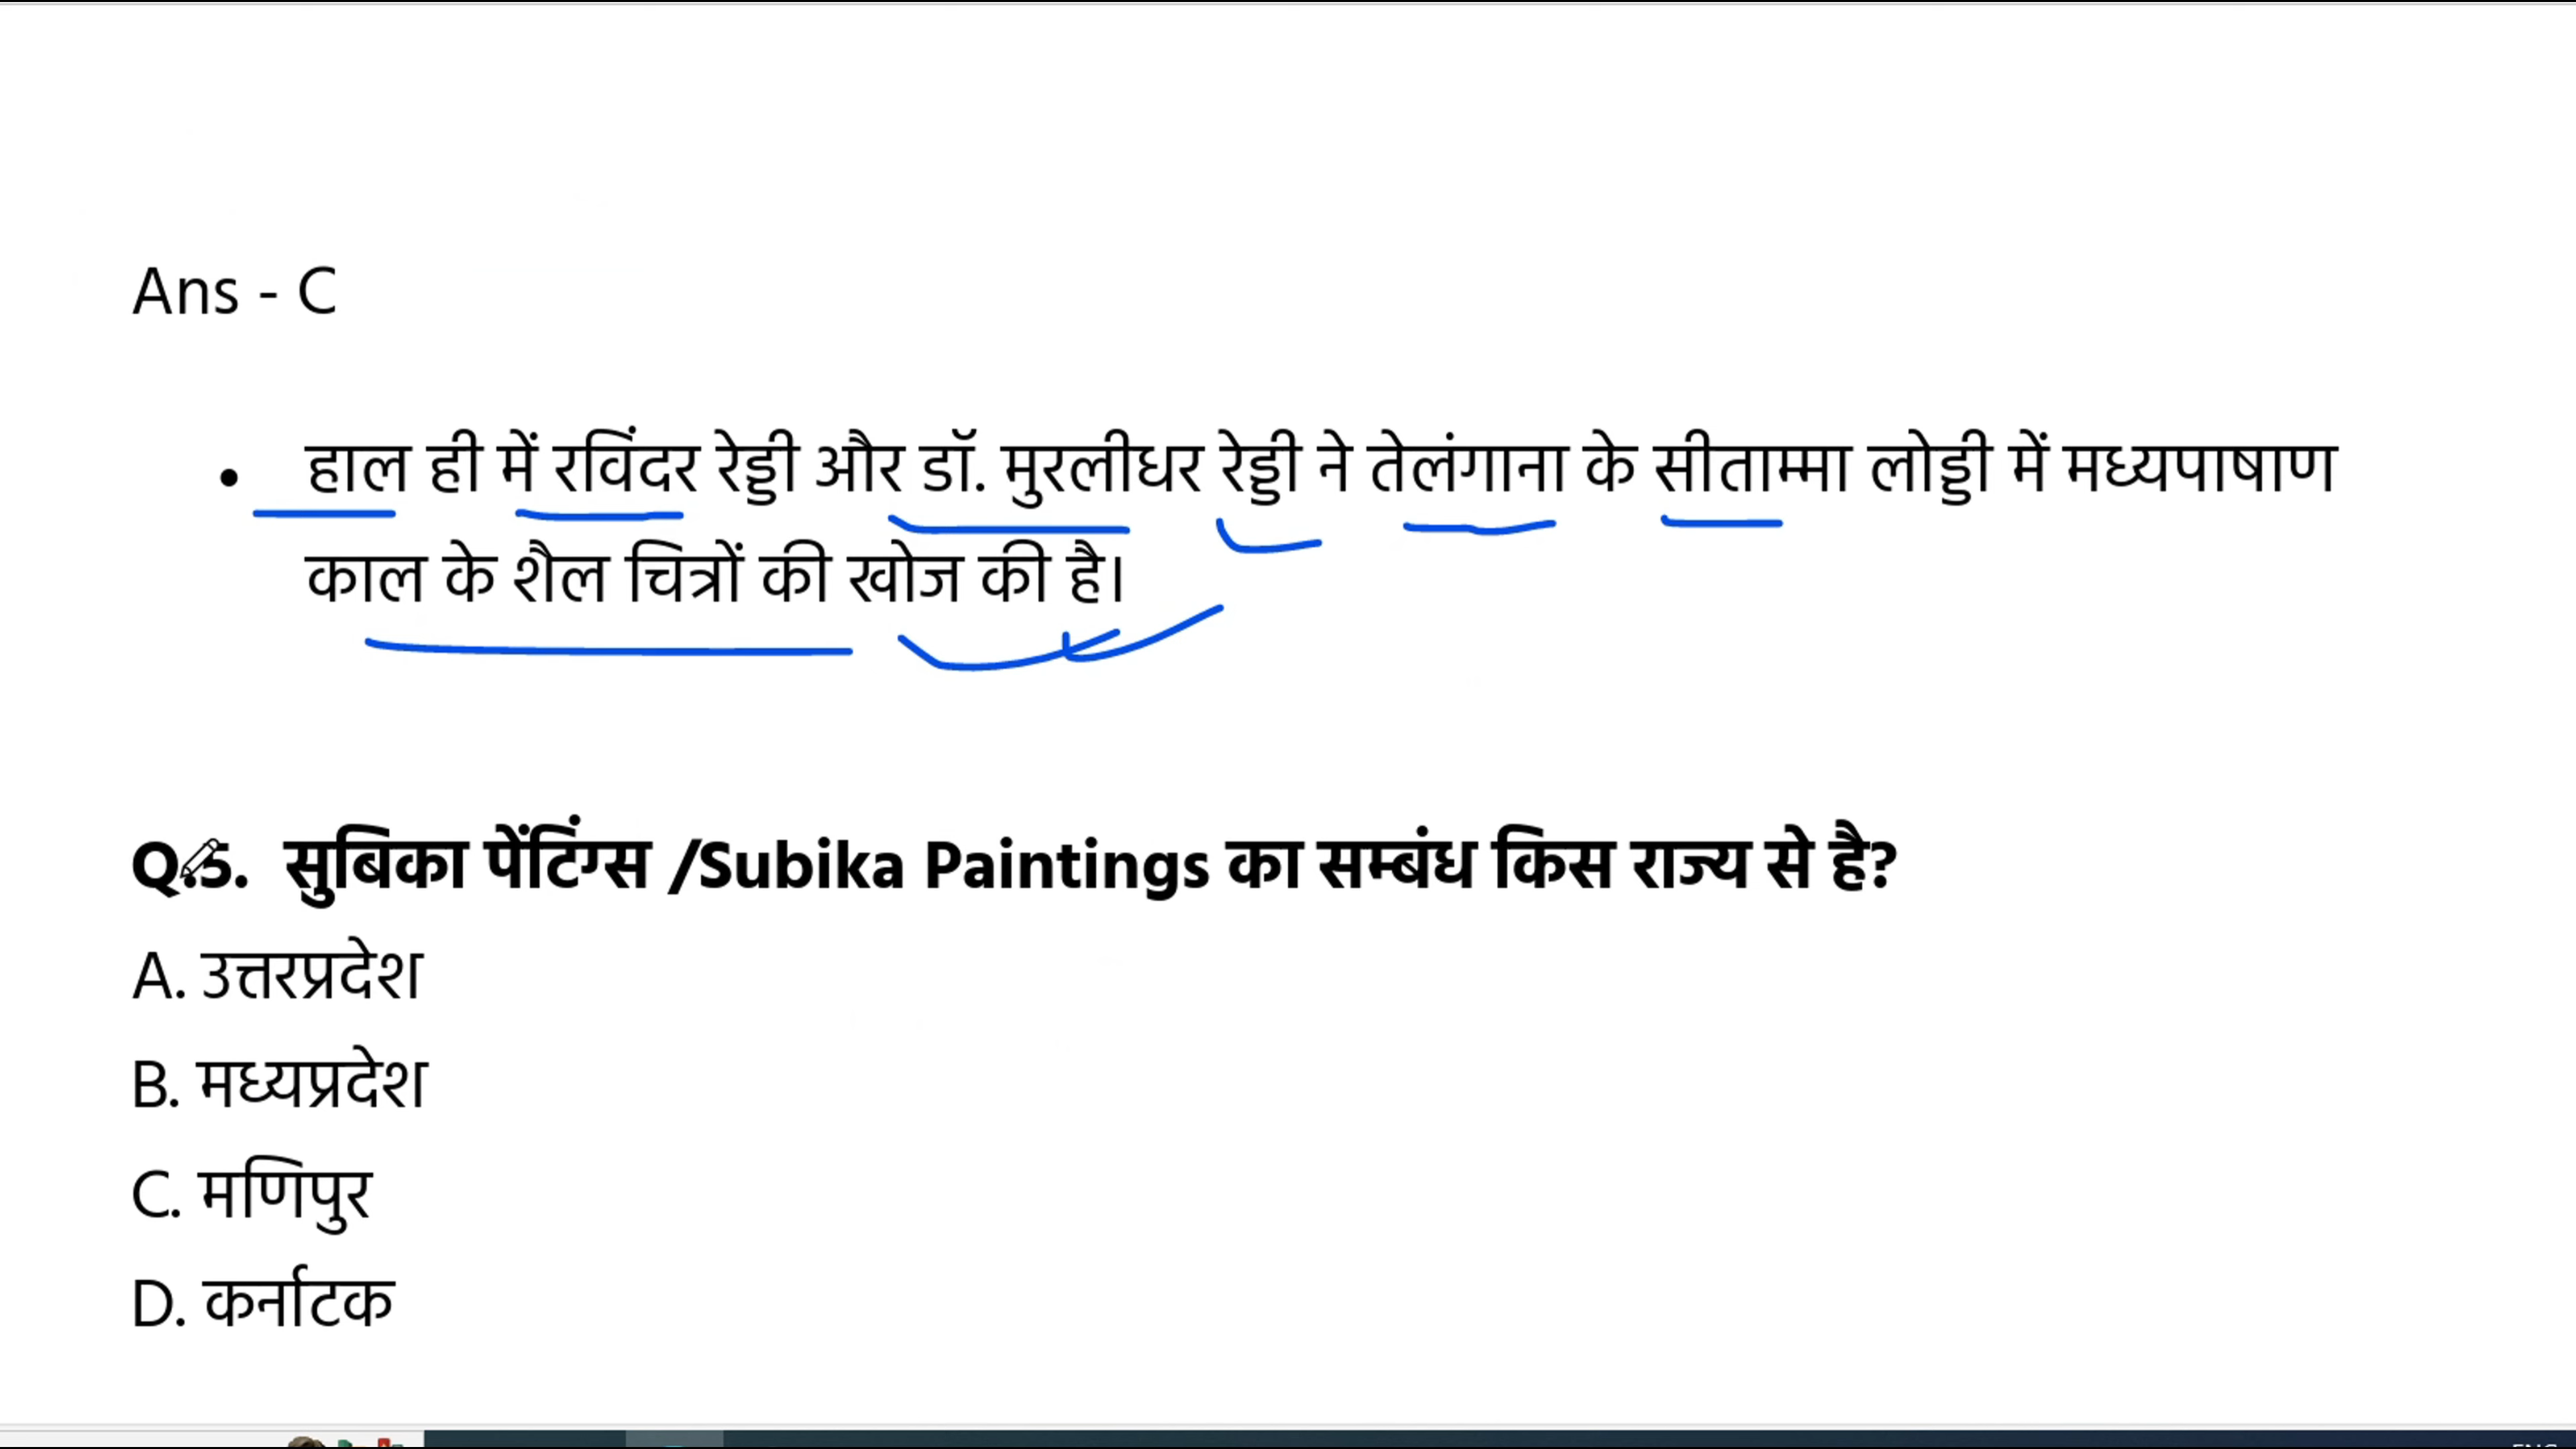 Ans - C
• हाल ही में रविंदर रेड्डी और डॉ. मुरलीधर रेड्डी ने तेलंगाना के सीताम्मा लोड्डी में मध्यपाषाण
काल के शैल चित्रों की खोज की है।
Q.5. सुबिका पेंटिंग्स /Subika Paintings का सम्बंध किस राज्य से है?
A. उत्तरप्रदेश
B. मध्यप्रदेश
C. मणिपुर
D. कर्नाटक